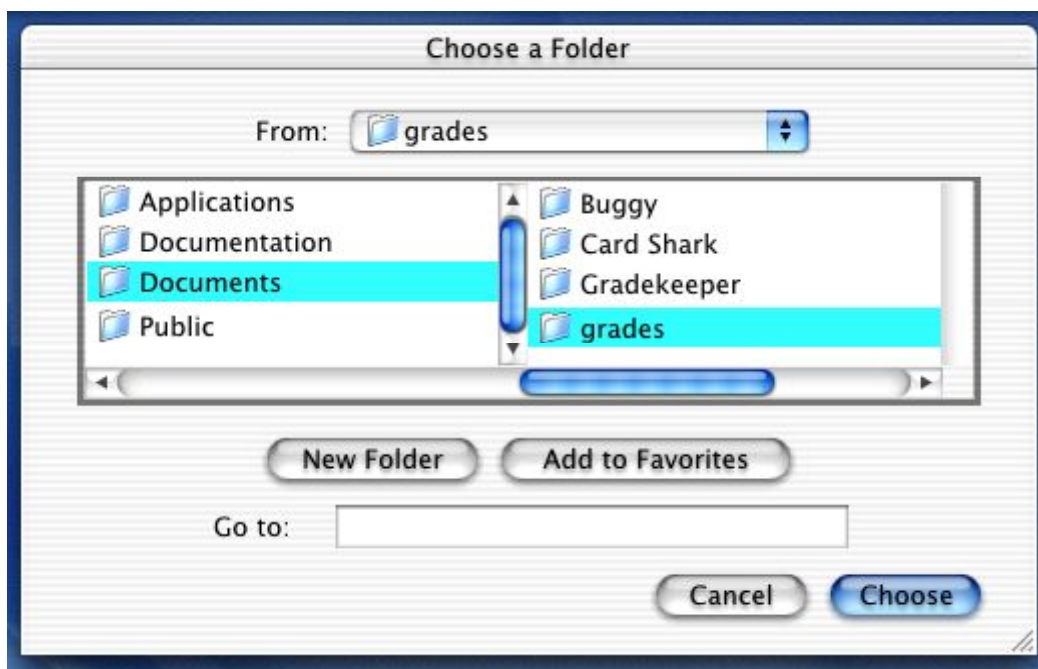 Choose a Folder
From: grades
Applications
Documentation
Documents
Public
Buggy
Card Shark
Gradekeeper
grades
New Folder
Add to Favorites
Go to:
Cancel
Choose